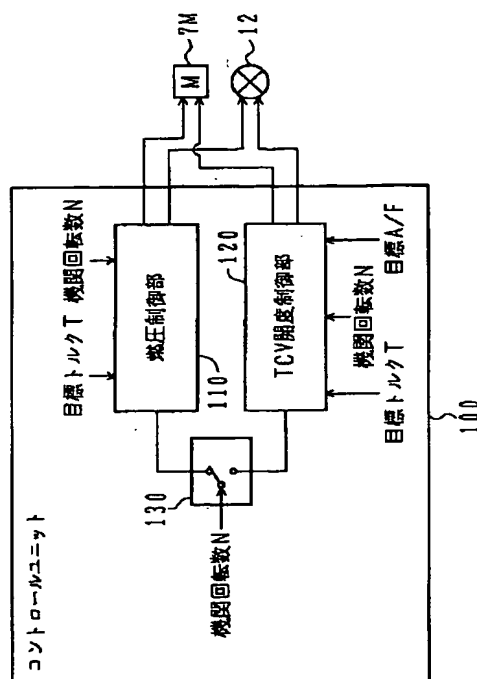 コントロールユニット
目標トルクT
機関回転数N
燃圧制御部
110
7M
M
12
130
機関回転数N
120
TCV開度制御部
目標トルクT
機関回転数N
目標A/F
100